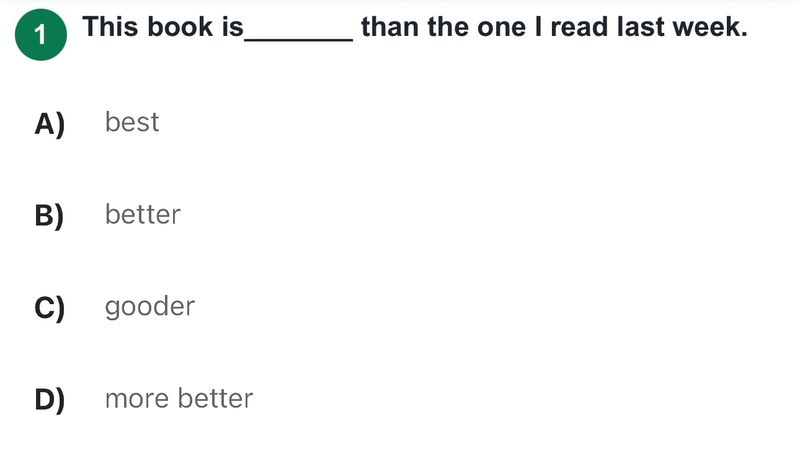 1 This book is_______ than the one I read last week.
A) best
B) better
C) gooder
D) more better